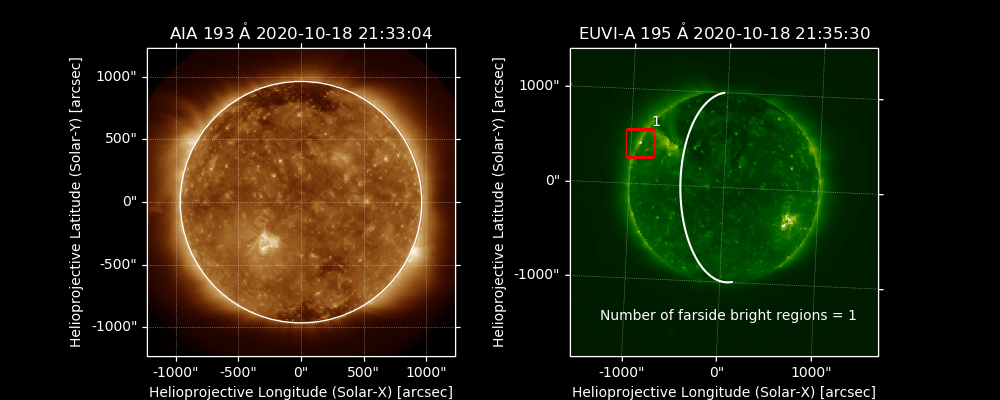 AIA 193 Å 2020-10-18 21:33:04
Helioprojective Latitude (Solar-Y) [arcsec]
1000"
500"
0"
-500"
-1000"
-1000" -500" 0" 500" 1000"
Helioprojective Longitude (Solar-X) [arcsec]
EUVI-A 195 Å 2020-10-18 21:35:30
Helioprojective Latitude (Solar-Y) [arcsec]
1000"
0"
-1000"
1
Number of farside bright regions = 1
-1000" 0" 1000"
Helioprojective Longitude (Solar-X) [arcsec]